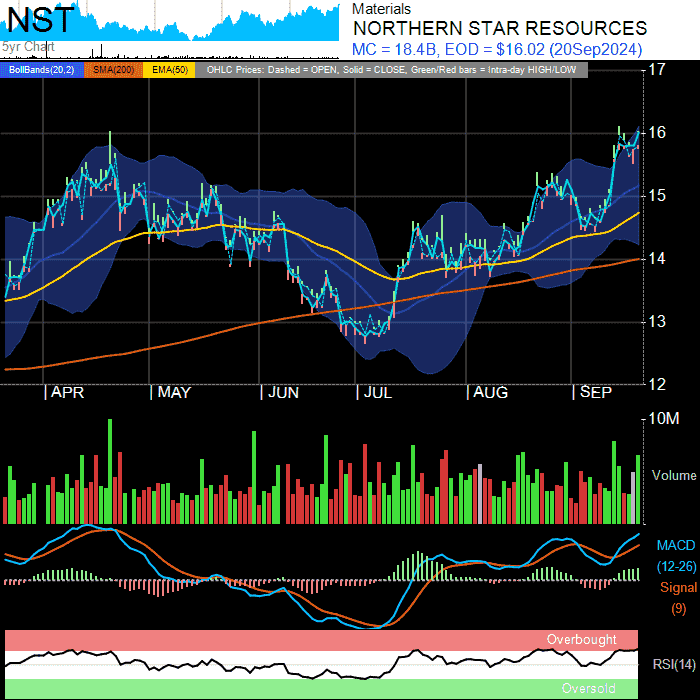 NST
5yr Chart
Materials
NORTHERN STAR RESOURCES
MC = 18.4B, EOD = $16.02 (20Sep2024)
BollBands(20,2) SMA(200) EMA(50) OHLC Prices: Dashed = OPEN, Solid = CLOSE, Green/Red bars = Intra-day HIGH/LOW
17
16
15
14
13
12
APR MAY JUN JUL AUG SEP
10M
Volume
MACD
(12-26)
Signal
(9)
Overbought
RSI(14)
Oversold